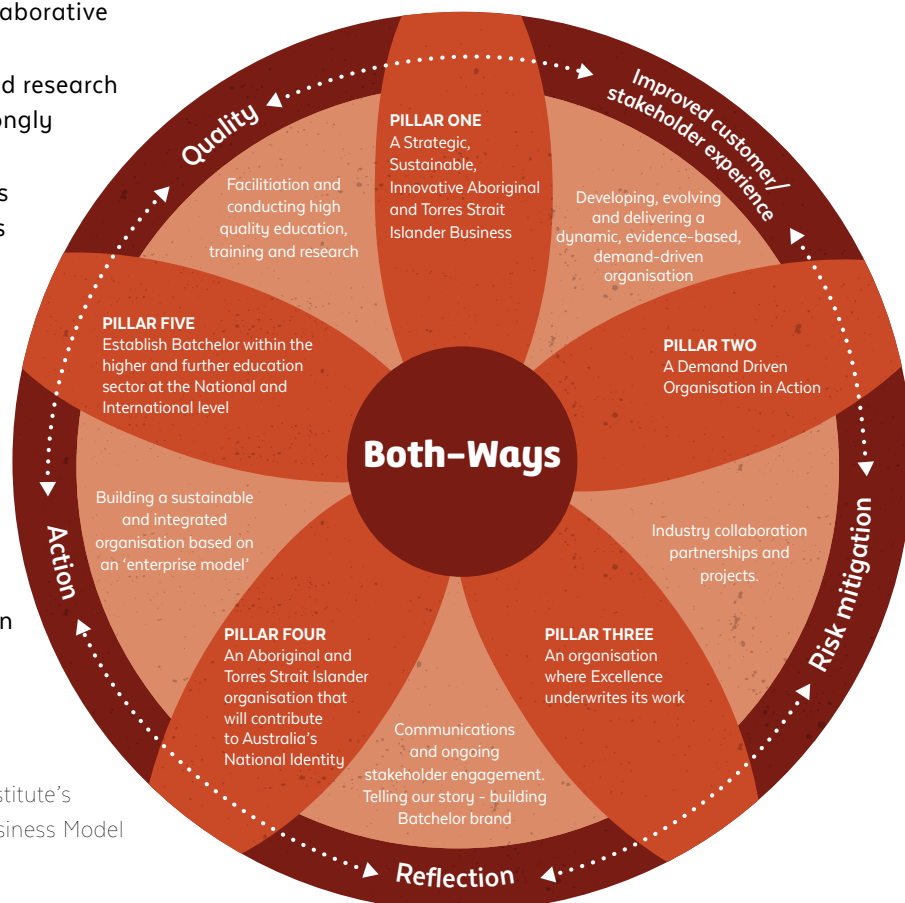 aborative
d research
ongly
s
s
n
stitute's
siness Model
Quality
Improved customer/
stakeholder experience
Risk mitigation
Reflection
Action
Both-Ways
PILLAR ONE
A Strategic,
Sustainable,
Innovative Aboriginal
and Torres Strait
Islander Business
Developing, evolving
and delivering a
dynamic, evidence-based,
demand-driven
organisation
PILLAR TWO
A Demand Driven
Organisation in Action
Industry collaboration
partnerships and
projects.
PILLAR THREE
An organisation
where Excellence
underwrites its work
Communications
and ongoing
stakeholder engagement.
Telling our story - building
Batchelor brand
PILLAR FOUR
An Aboriginal and
Torres Strait Islander
organisation that
will contribute
to Australia's
National Identity
Building a sustainable
and integrated
organisation based on
an 'enterprise model'
PILLAR FIVE
Establish Batchelor within the
higher and further education
sector at the National and
International level
Facilitiation and
conducting high
quality education,
training and research